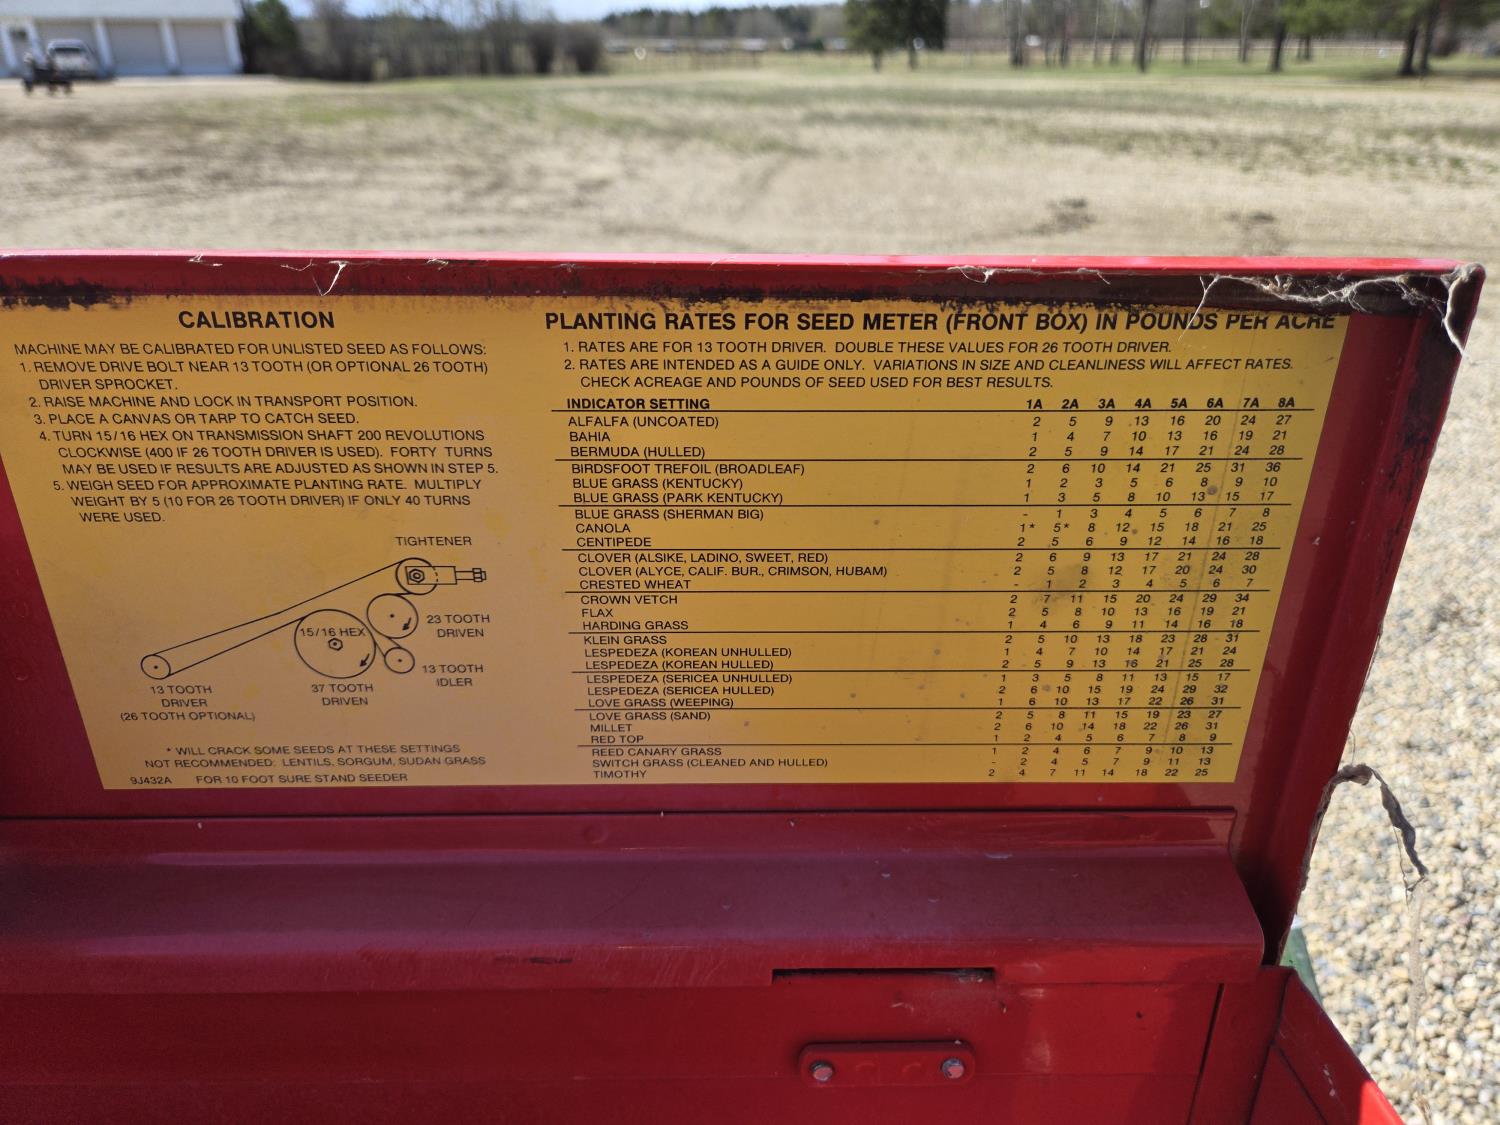 CALIBRATION
MACHINE MAY BE CALIBRATED FOR UNLISTED SEED AS FOLLOWS:
1. REMOVE DRIVE BOLT NEAR 13 TOOTH (OR OPTIONAL 26 TOOTH)
DRIVER SPROCKET.
2. RAISE MACHINE AND LOCK IN TRANSPORT POSITION.
3. PLACE A CANVAS OR TARP TO CATCH SEED.
4. TURN 15/16 HEX ON TRANSMISSION SHAFT 200 REVOLUTIONS
CLOCKWISE (400 IF 26 TOOTH DRIVER IS USED). FORTY TURNS
MAY BE USED IF RESULTS ARE ADJUSTED AS SHOWN IN STEP 5.
5. WEIGH SEED FOR APPROXIMATE PLANTING RATE. MULTIPLY
WEIGHT BY 5 (10 FOR 26 TOOTH DRIVER) IF ONLY 40 TURNS
WERE USED.
TIGHTENER
23 TOOTH
DRIVEN
15/16 HEX
13 TOOTH
IDLER
13 TOOTH
DRIVER
(26 TOOTH OPTIONAL)
37 TOOTH
DRIVEN
* WILL CRACK SOME SEEDS AT THESE SETTINGS
NOT RECOMMENDED: LENTILS, SORGUM, SUDAN GRASS
9J432A FOR 10 FOOT SURE STAND SEEDER
PLANTING RATES FOR SEED METER (FRONT BOX) IN POUNDS PER ACRE
1. RATES ARE FOR 13 TOOTH DRIVER. DOUBLE THESE VALUES FOR 26 TOOTH DRIVER.
2. RATES ARE INTENDED AS A GUIDE ONLY. VARIATIONS IN SIZE AND CLEANLINESS WILL AFFECT RATES.
CHECK ACREAGE AND POUNDS OF SEED USED FOR BEST RESULTS.
INDICATOR SETTING 1A 2A 3A 4A 5A 6A 7A 8A
ALFALFA (UNCOATED) 2 5 9 13 16 20 24 27
BAHIA 1 4 7 10 13 16 19 21
BERMUDA (HULLED) 2 5 9 14 17 21 24 28
BIRDSFOOT TREFOIL (BROADLEAF) 2 6 10 14 21 25 31 36
BLUE GRASS (KENTUCKY) 1 2 3 5 6 8 9 10
BLUE GRASS (PARK KENTUCKY) 1 3 5 8 10 13 15 17
BLUE GRASS (SHERMAN BIG) - 1 3 4 5 6 7 8
CANOLA 1* 5* 8 12 15 18 21 25
CENTIPEDE 2 5 6 9 12 14 16 18
CLOVER (ALSIKE, LADINO, SWEET, RED) 2 6 9 13 17 21 24 28
CLOVER (ALYCE, CALIF. BUR., CRIMSON, HUBAM) 2 5 8 12 17 20 24 30
CRESTED WHEAT - 1 2 3 4 5 6 7
CROWN VETCH 2 7 11 15 20 24 29 34
FLAX 2 5 8 10 13 16 19 21
HARDING GRASS 1 4 6 9 11 14 16 18
KLEIN GRASS 2 5 10 13 18 23 28 31
LESPEDEZA (KOREAN UNHULLED) 1 4 7 10 14 17 21 24
LESPEDEZA (KOREAN HULLED) 2 5 9 13 16 21 25 28
LESPEDEZA (SERICEA UNHULLED) 1 3 5 8 11 13 15 17
LESPEDEZA (SERICEA HULLED) 2 6 10 15 19 24 29 32
LOVE GRASS (WEEPING) 1 6 10 13 17 22 26 31
LOVE GRASS (SAND) 2 5 8 11 15 19 23 27
MILLET 2 6 10 14 18 22 26 31
RED TOP 1 2 4 5 6 7 8 9
REED CANARY GRASS 1 2 4 6 7 9 10 13
SWITCH GRASS (CLEANED AND HULLED) - 2 4 5 7 9 11 13
TIMOTHY 2 4 7 11 14 18 22 25